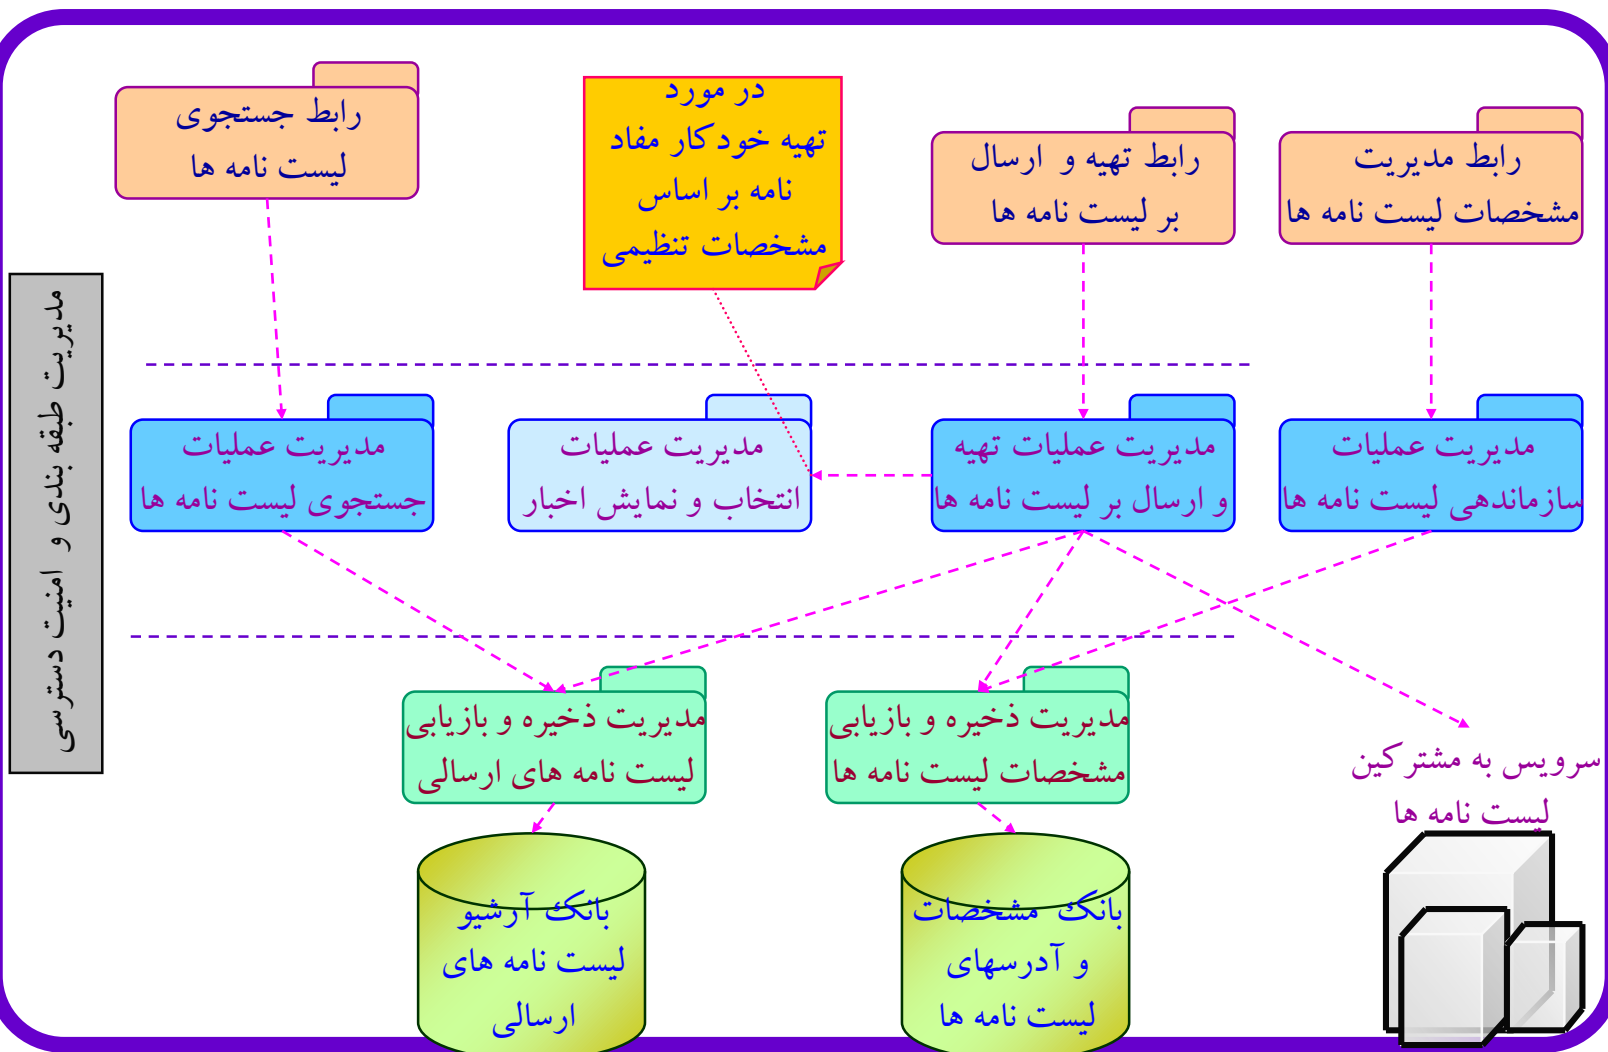 رابط مدیریت
مشخصات لیست نامه ها
رابط تهیه و ارسال
بر لیست نامه ها
در مورد
تهیه خودکار مفاد
نامه بر اساس
مشخصات تنظیمی
رابط جستجوی
لیست نامه ها
مدیریت طبقه بندی و امنیت دسترسی
مدیریت عملیات
سازماندهی لیست نامه ها
مدیریت عملیات تهیه
و ارسال بر لیست نامه ها
مدیریت عملیات
انتخاب و نمایش اخبار
مدیریت عملیات
جستجوی لیست نامه ها
مدیریت ذخیره و بازیابی
مشخصات لیست نامه ها
مدیریت ذخیره و بازیابی
لیست نامه های ارسالی
سرویس به مشترکین
لیست نامه ها
بانک مشخصات
و آدرسهای
لیست نامه ها
بانک آرشیو
لیست نامه های
ارسالی